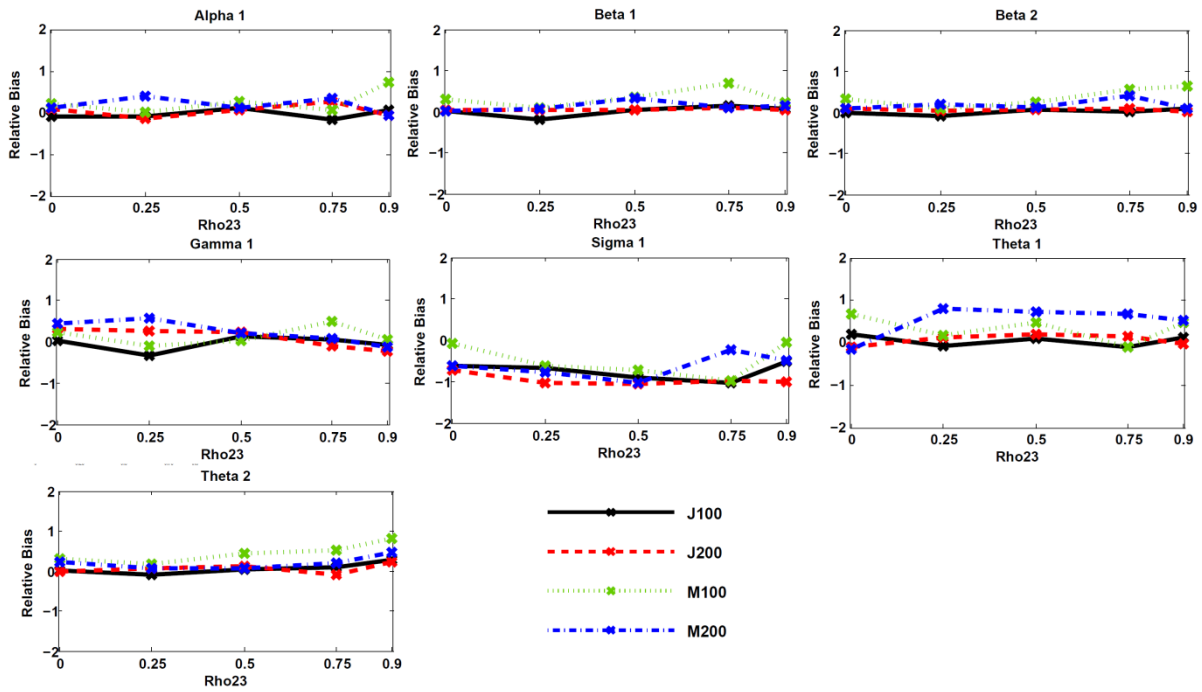 Alpha 1
Relative Bias
2
1
0
−1
−2
0 0.25 0.5 0.75 0.9
Rho23
Beta 1
Relative Bias
2
1
0
−1
−2
0 0.25 0.5 0.75 0.9
Rho23
Beta 2
Relative Bias
2
1
0
−1
−2
0 0.25 0.5 0.75 0.9
Rho23
Gamma 1
Relative Bias
2
1
0
−1
−2
0 0.25 0.5 0.75 0.9
Rho23
Sigma 1
Relative Bias
2
1
0
−1
−2
0 0.25 0.5 0.75 0.9
Rho23
Theta 1
Relative Bias
2
1
0
−1
−2
0 0.25 0.5 0.75 0.9
Rho23
Theta 2
Relative Bias
2
1
0
−1
−2
0 0.25 0.5 0.75 0.9
Rho23
J100
J200
M100
M200